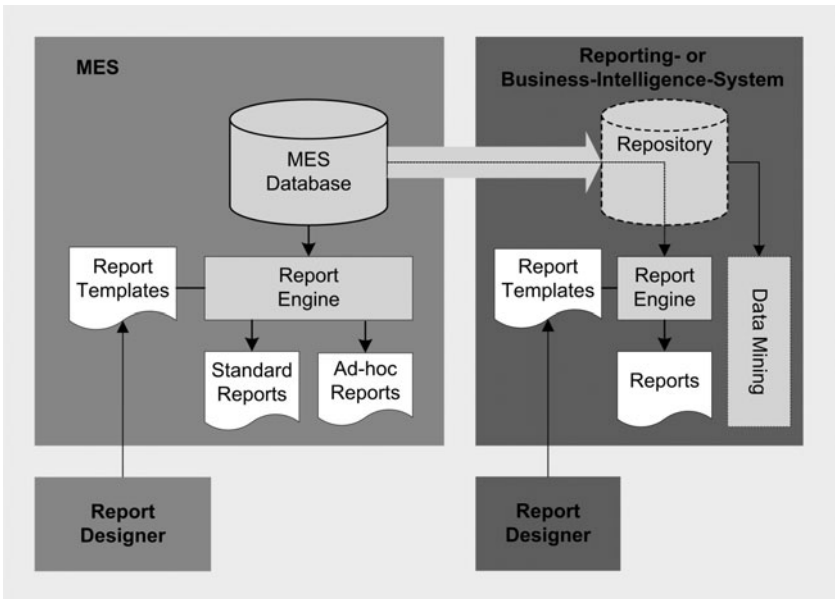 MES
MES
Database
Report
Templates
Report
Engine
Standard
Reports
Ad-hoc
Reports
Report
Designer
Reporting- or
Business-Intelligence-System
Repository
Report
Templates
Report
Engine
Data Mining
Reports
Report
Designer